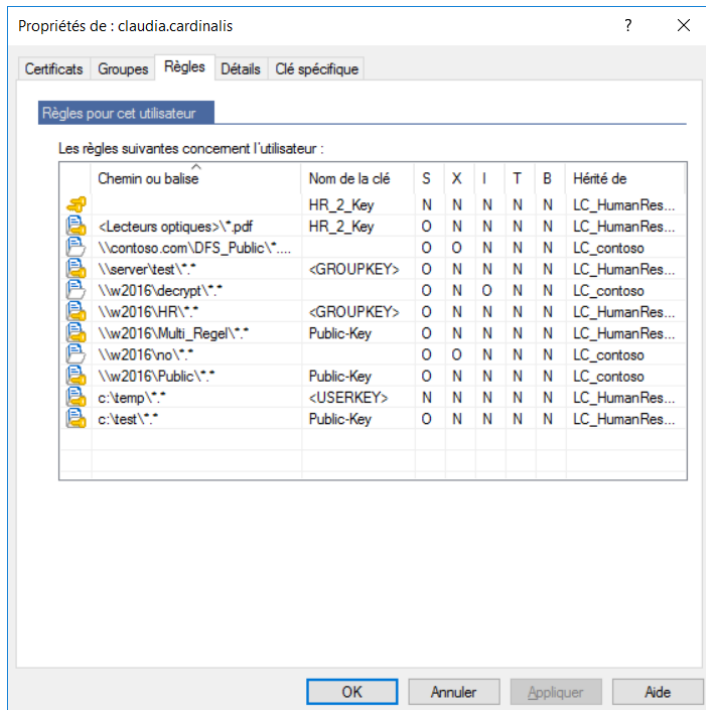 Propriétés de : claudia.cardinalis ? ×
Certificats Groupes Règles Détails Clé spécifique
Règles pour cet utilisateur
Les règles suivantes concernent l'utilisateur :
Chemin ou balise Nom de la clé S X I T B Hérité de
HR_2_Key N N N N N LC_HumanRes...
<Lecteurs optiques>\*.pdf HR_2_Key O N N N N LC_HumanRes...
\\contoso.com\DFS_Public\*.... O O N N N LC_contoso
\\server\test\*.* <GROUPKEY> O N N N N LC_HumanRes...
\\w2016\decrypt\*.* O N O N N LC_contoso
\\w2016\HR\*.* <GROUPKEY> O N N N N LC_HumanRes...
\\w2016\Multi_Regel\*.* Public-Key O N N N N LC_HumanRes...
\\w2016\no\*.* O O N N N LC_contoso
\\w2016\Public\*.* Public-Key O N N N N LC_contoso
c:\temp\*.* <USERKEY> N N N N N LC_HumanRes...
c:\test\*.* Public-Key O N N N N LC_HumanRes...
OK Annuler Appliquer Aide